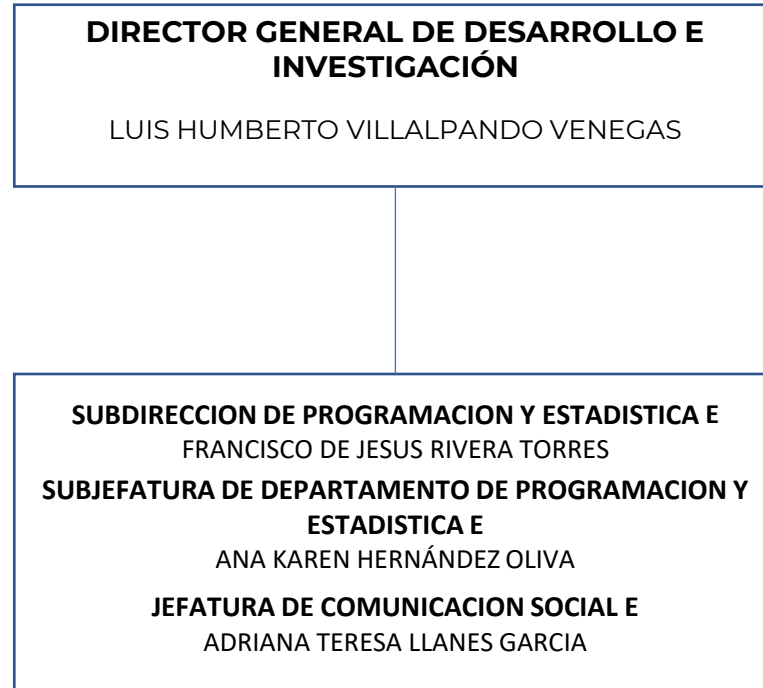 DIRECTOR GENERAL DE DESARROLLO E
INVESTIGACIÓN
LUIS HUMBERTO VILLALPANDO VENEGAS
SUBDIRECCION DE PROGRAMACION Y ESTADISTICA E
FRANCISCO DE JESUS RIVERA TORRES
SUBJEFATURA DE DEPARTAMENTO DE PROGRAMACION Y
ESTADISTICA E
ANA KAREN HERNÁNDEZ OLIVA
JEFATURA DE COMUNICACION SOCIAL E
ADRIANA TERESA LLANES GARCIA